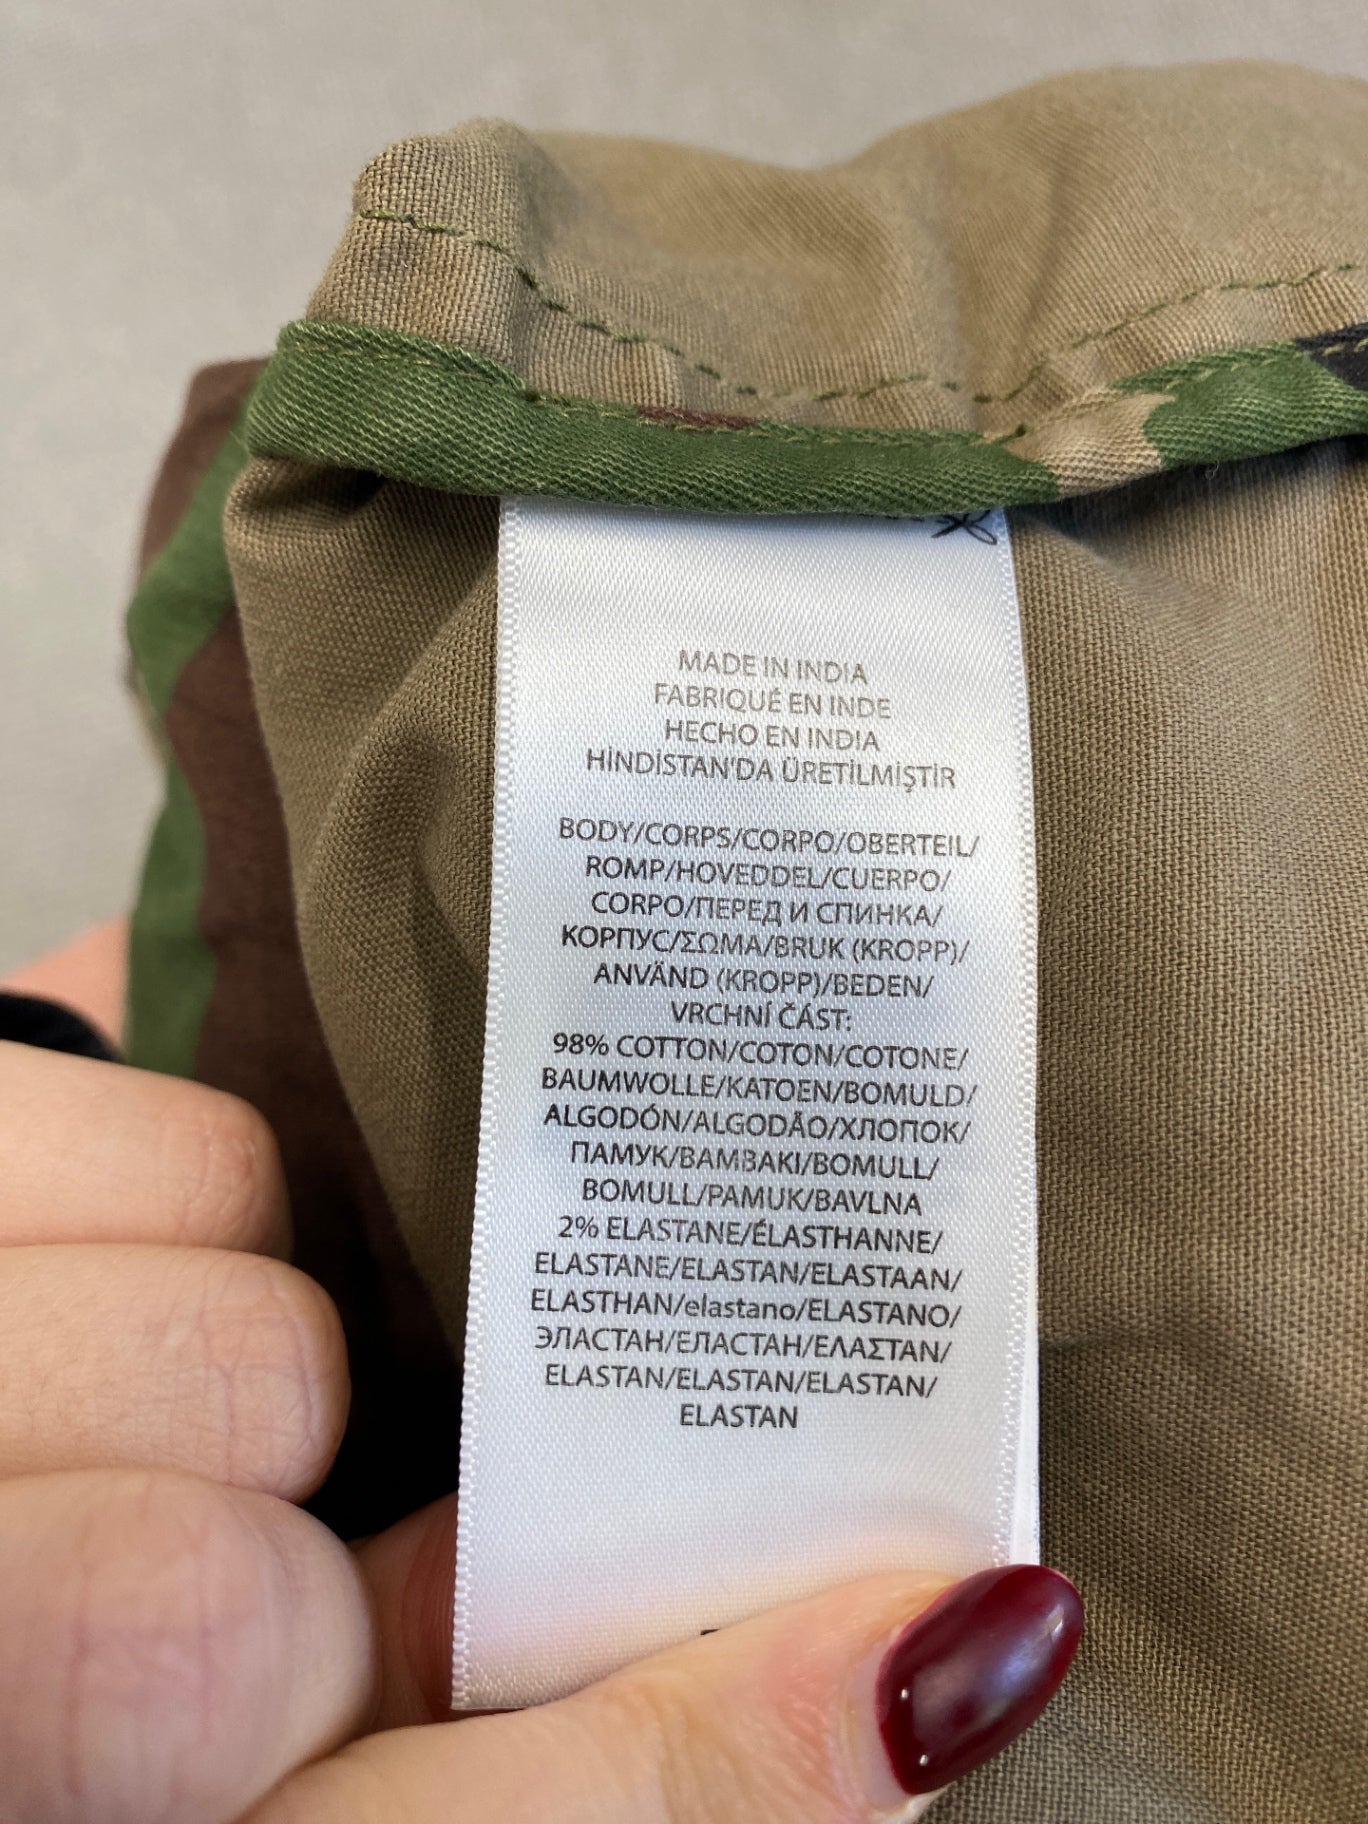 MADE IN INDIA
FABRIQUÉ EN INDE
HECHO EN INDIA
HİNDİSTAN'DA ÜRETİLMİŞTİR
BODY/CORPS/CORPO/OBERTEIL/
ROMP/HOVEDDEL/CUERPO/
CORPO/ПЕРЕД И СПИНКА/
КОРПУС/ΣΩΜΑ/BRUK (KROPP)/
ANVÄND (KROPP)/BEDEN/
VRCHNÍ ČÁST:
98% COTTON/COTON/COTONE/
BAUMWOLLE/KATOEN/BOMULD/
ALGODÓN/ALGODÃO/ХЛОПОК/
ПАМУК/ΒΑΜΒΑΚΙ/BOMULL/
BOMULL/PAMUK/BAVLNA
2% ELASTANE/ÉLASTHANNE/
ELASTANE/ELASTAN/ELASTAAN/
ELASTHAN/elastano/ELASTANO/
ЭЛАСТАН/ЕЛАСТАН/ΕΛΑΣΤΑΝ/
ELASTAN/ELASTAN/ELASTAN/
ELASTAN